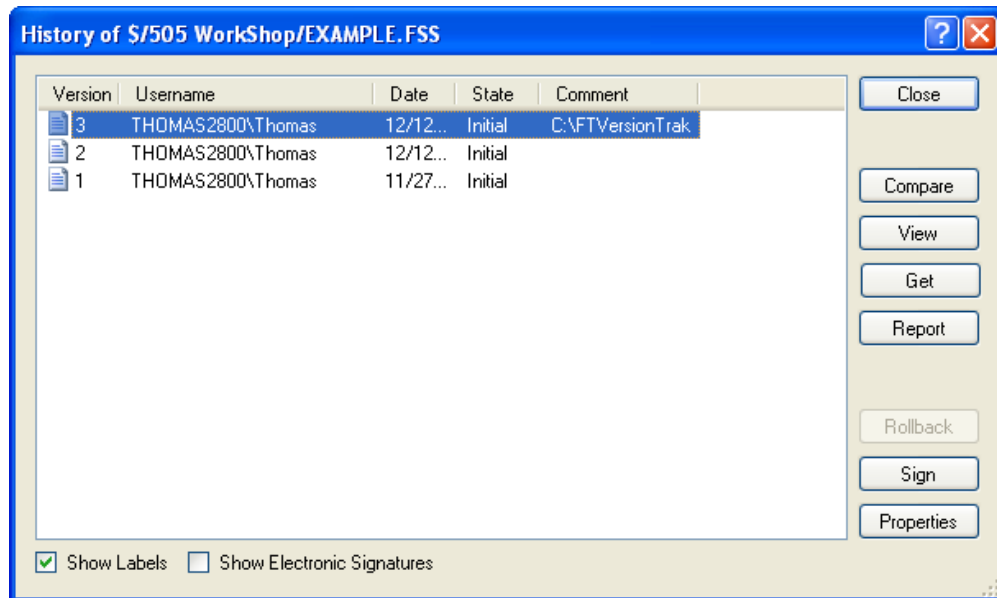 History of $/505 WorkShop/EXAMPLE.FSS
Version Username Date State Comment
3 THOMAS2800\Thomas 12/12... Initial C:\FTVersionTrak
2 THOMAS2800\Thomas 12/12... Initial
1 THOMAS2800\Thomas 11/27... Initial
Close
Compare
View
Get
Report
Rollback
Sign
Properties
Show Labels Show Electronic Signatures